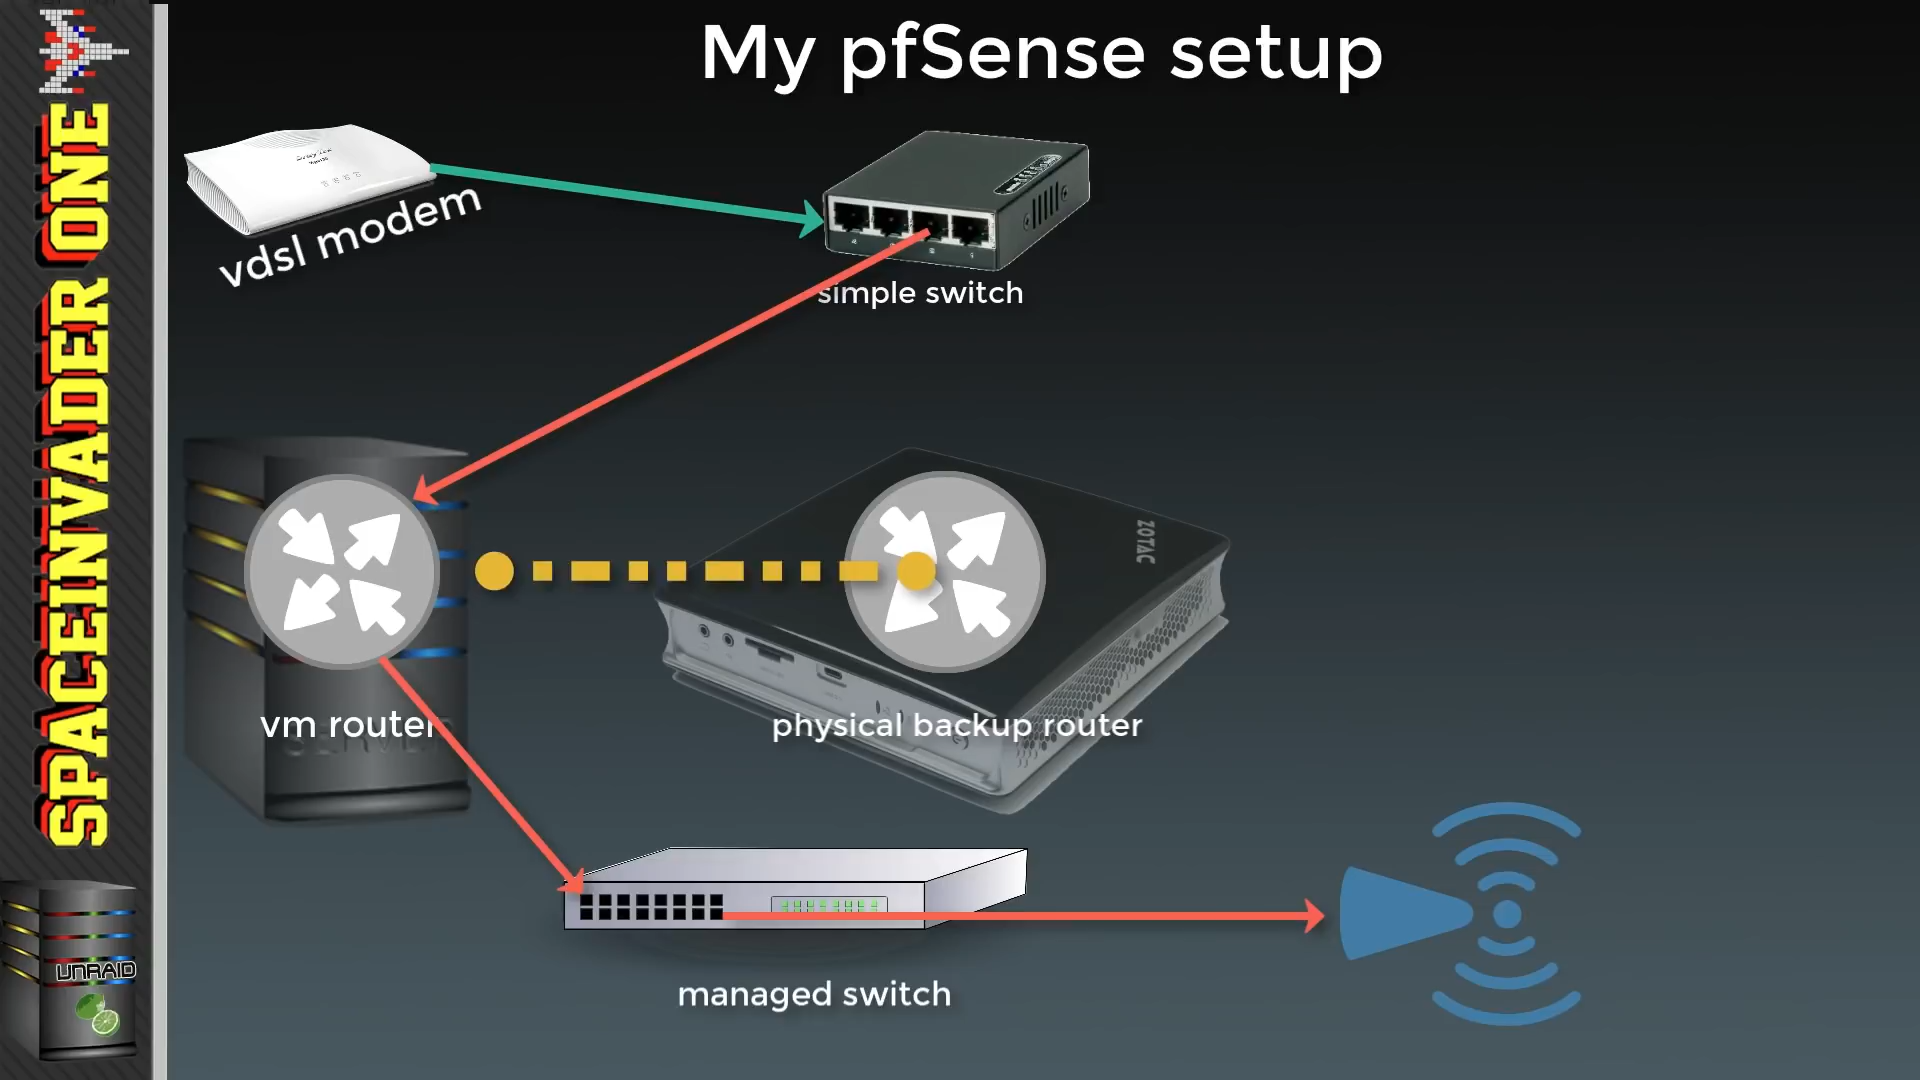 My pfSense setup
SPACEINVADER ONE
vdsl modem
simple switch
ZOTAC
vm router
physical backup router
managed switch
UNRAID